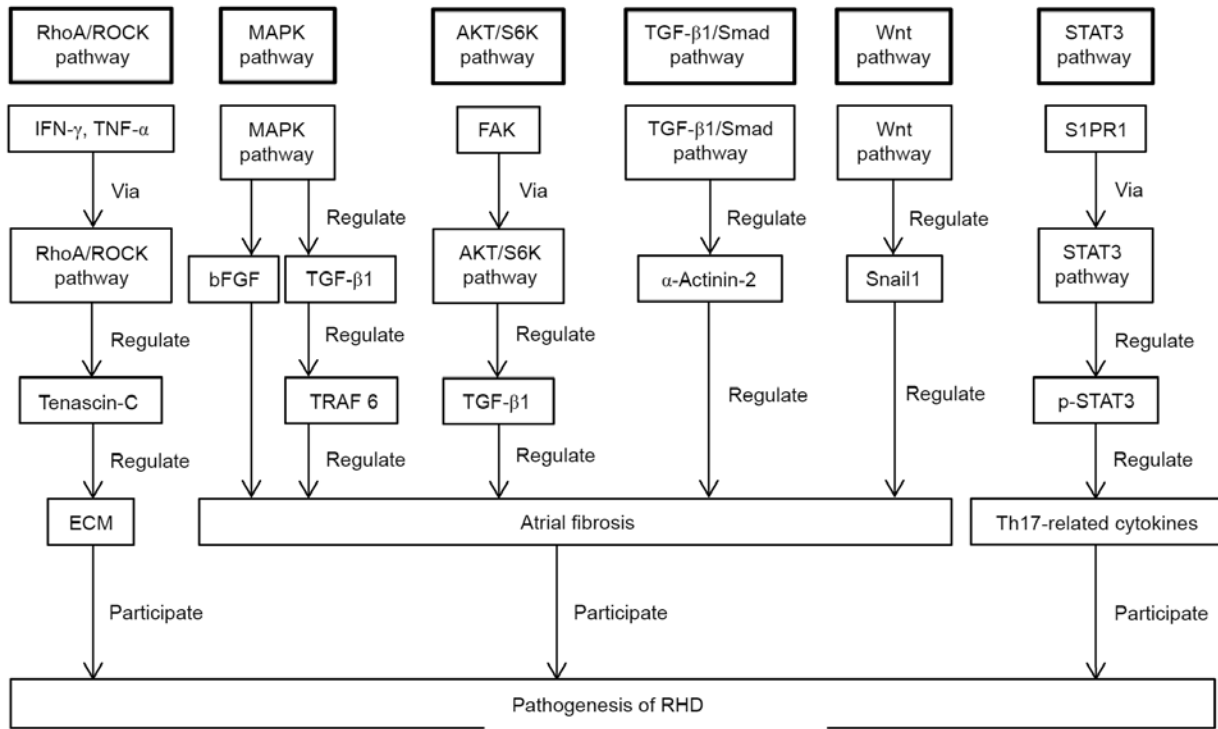 RhoA/ROCK
pathway
MAPK
pathway
AKT/S6K
pathway
TGF-β1/Smad
pathway
Wnt
pathway
STAT3
pathway
IFN-γ, TNF-α
MAPK
pathway
FAK
TGF-β1/Smad
pathway
Wnt
pathway
S1PR1
Via
Regulate
Via
Regulate
Regulate
Via
RhoA/ROCK
pathway
bFGF
TGF-β1
AKT/S6K
pathway
α-Actinin-2
Snail1
STAT3
pathway
Regulate
Regulate
Regulate
Regulate
Regulate
Regulate
Tenascin-C
TRAF 6
TGF-β1
p-STAT3
Regulate
Regulate
Regulate
Regulate
ECM
Atrial fibrosis
Th17-related cytokines
Participate
Participate
Participate
Pathogenesis of RHD